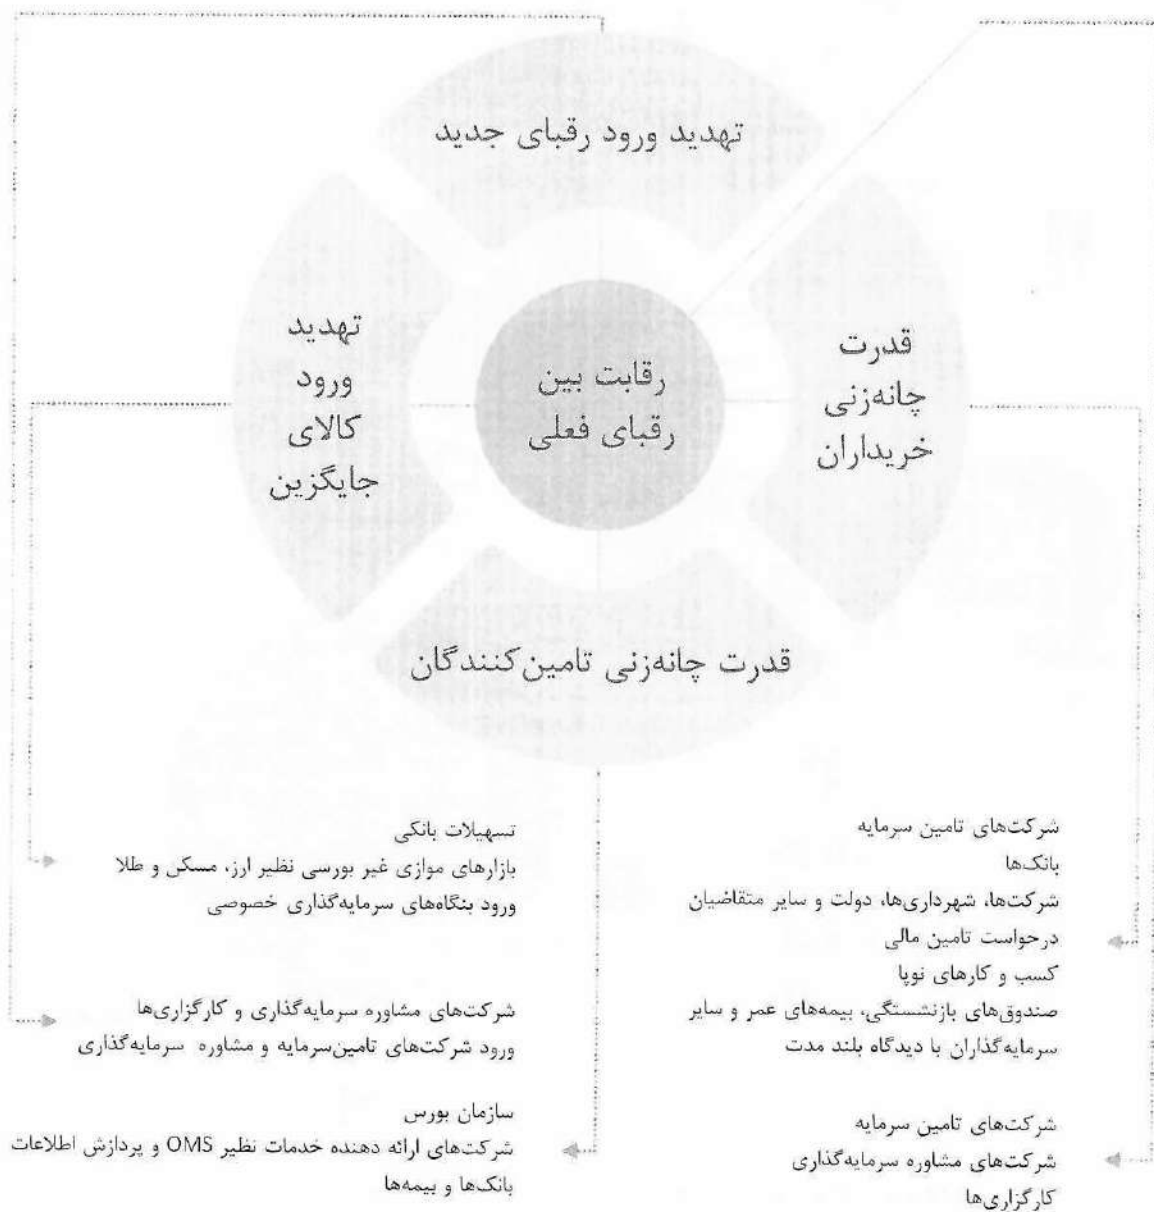 تهدید ورود رقبای جدید
قدرت
چانه‌زنی
خریداران
رقابت بین
رقبای فعلی
تهدید
ورود
کالای
جایگزین
قدرت چانه‌زنی تامین‌کنندگان
شرکت‌های تامین سرمایه
بانک‌ها
شرکت‌ها، شهرداری‌ها، دولت و سایر متقاضیان
درخواست تامین مالی
کسب و کارهای نوپا
صندوق‌های بازنشستگی، بیمه‌های عمر و سایر
سرمایه‌گذاران با دیدگاه بلند مدت
شرکت‌های تامین سرمایه
شرکت‌های مشاوره سرمایه‌گذاری
کارگزاری‌ها
تسهیلات بانکی
بازارهای موازی غیر بورسی نظیر ارز، مسکن و طلا
ورود بنگاه‌های سرمایه‌گذاری خصوصی
شرکت‌های مشاوره سرمایه‌گذاری و کارگزاری‌ها
ورود شرکت‌های تامین‌سرمایه و مشاوره سرمایه‌گذاری
سازمان بورس
شرکت‌های ارائه دهنده خدمات نظیر OMS و پردازش اطلاعات
بانک‌ها و بیمه‌ها